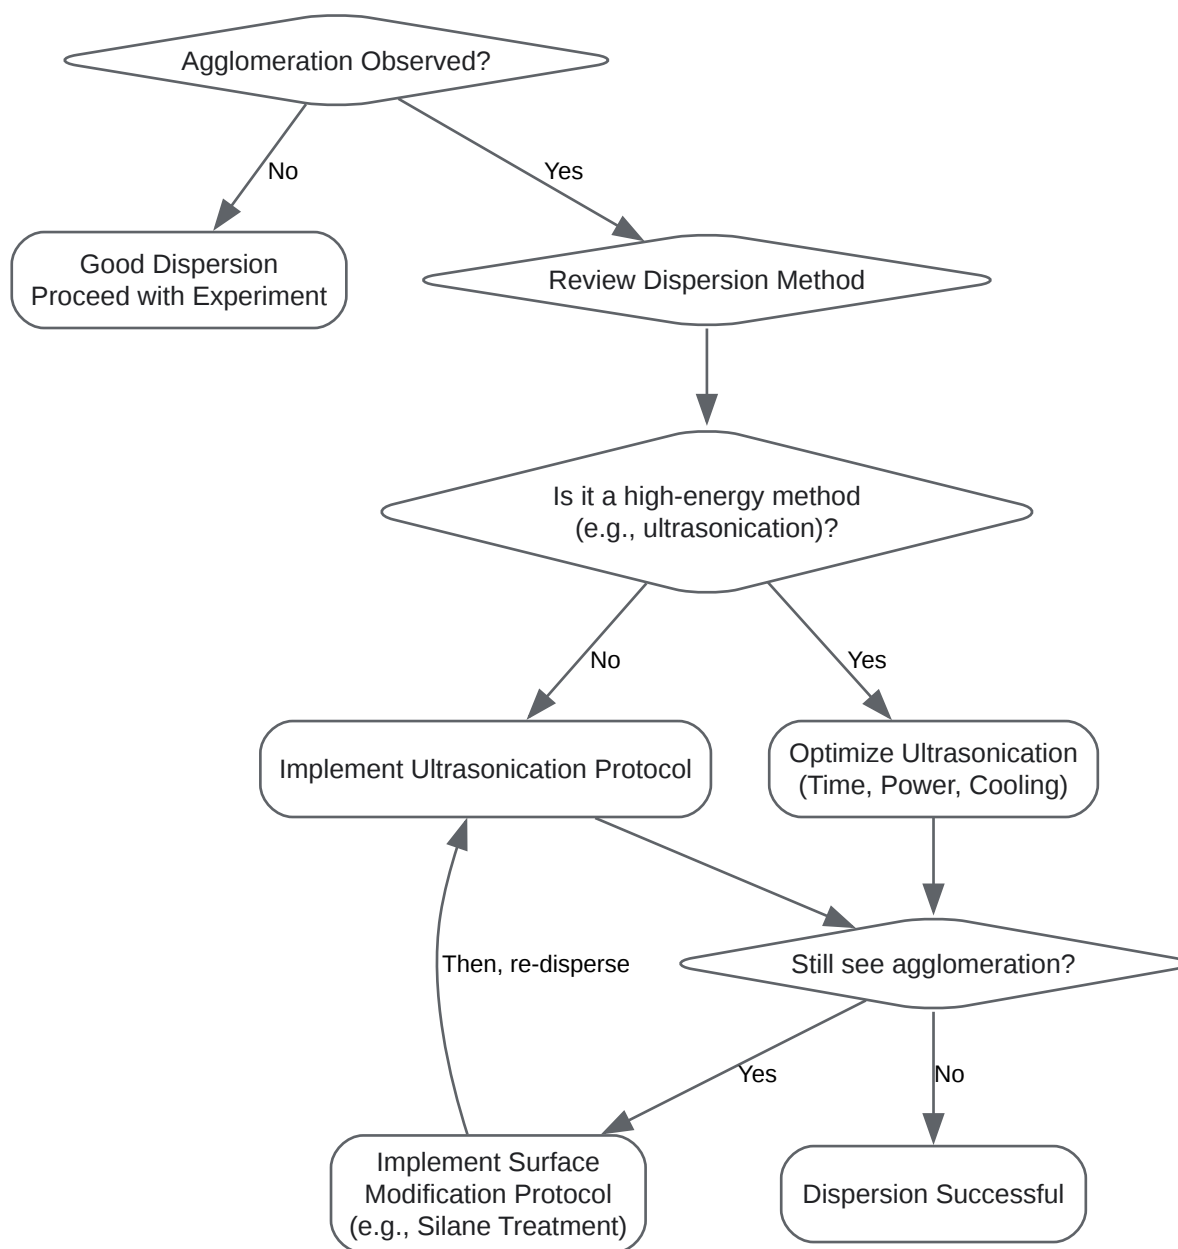 Agglomeration Observed?
No
Yes
Good Dispersion
Proceed with Experiment
Review Dispersion Method
Is it a high-energy method
(e.g., ultrasonication)?
No
Yes
Implement Ultrasonication Protocol
Optimize Ultrasonication
(Time, Power, Cooling)
Then, re-disperse
Still see agglomeration?
Yes
No
Implement Surface
Modification Protocol
(e.g., Silane Treatment)
Dispersion Successful